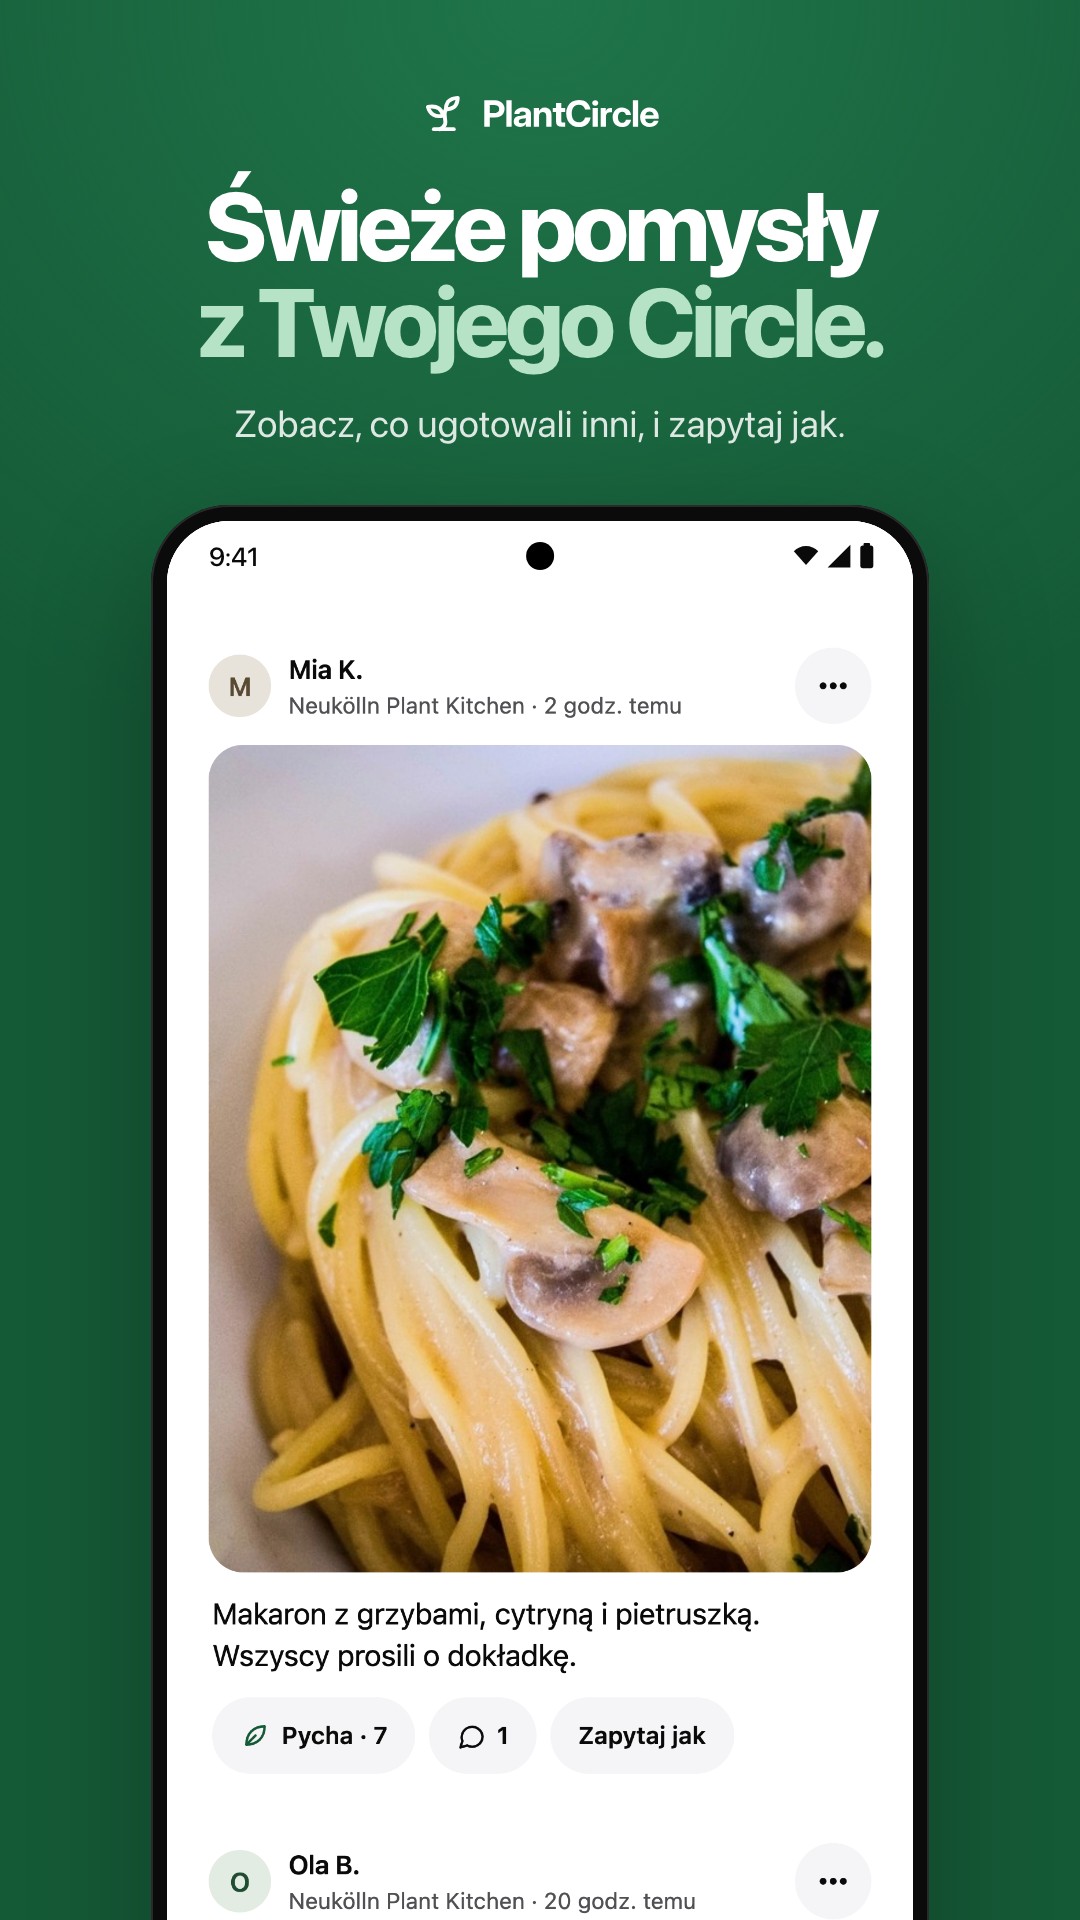 PlantCircle
Świeże pomysły
z Twojego Circle.
Zobacz, co ugotowali inni, i zapytaj jak.
9:41
M
Mia K.
Neukölln Plant Kitchen · 2 godz. temu
Makaron z grzybami, cytryną i pietruszką.
Wszyscy prosili o dokładkę.
Pycha · 7
1
Zapytaj jak
O
Ola B.
Neukölln Plant Kitchen · 20 godz. temu